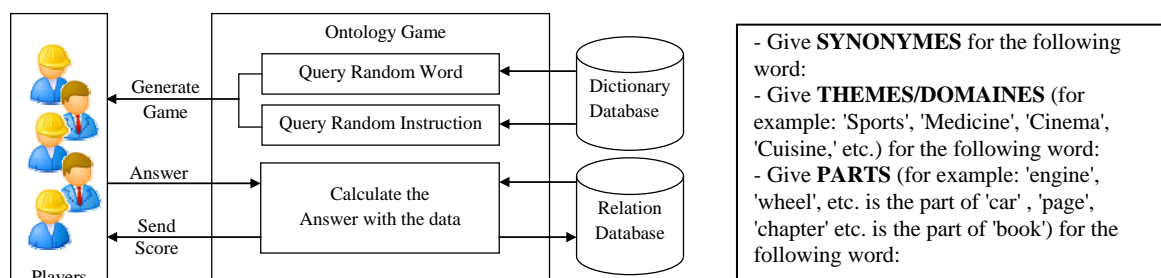 Ontology Game
Query Random Word
Generate
Game
Query Random Instruction
Dictionary
Database
Answer
Calculate the
Answer with the data
Send
Score
Relation
Database
Players
- Give SYNONYMES for the following
word:
- Give THEMES/DOMAINES (for
example: 'Sports', 'Medicine', 'Cinema',
'Cuisine,' etc.) for the following word:
- Give PARTS (for example: 'engine',
'wheel', etc. is the part of 'car' , 'page',
'chapter' etc. is the part of 'book') for the
following word: